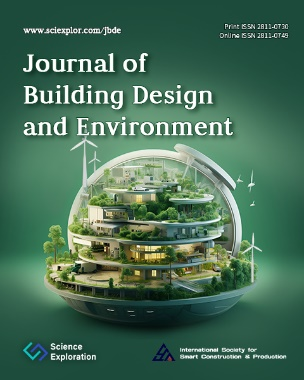 www.sciexplor.com/jbde
Print ISSN 2811-0730
Online ISSN 2811-0749
Journal of
Building Design
and Environment
Science
Exploration
International Society for
Smart Construction & Production